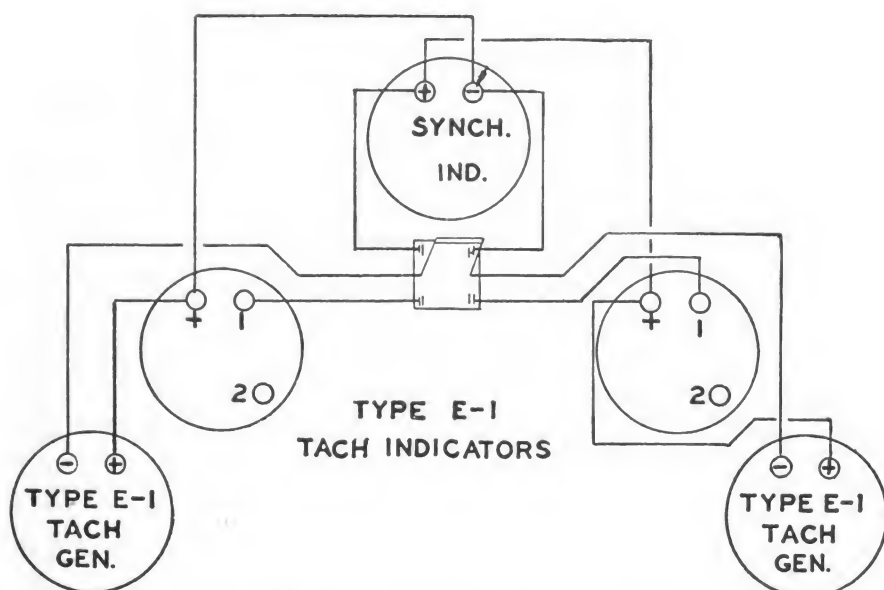 + -
SYNCH.
IND.
+ 1
2
+ 1
2
TYPE E-1
TACH INDICATORS
- +
TYPE E-1
TACH
GEN.
- +
TYPE E-1
TACH
GEN.